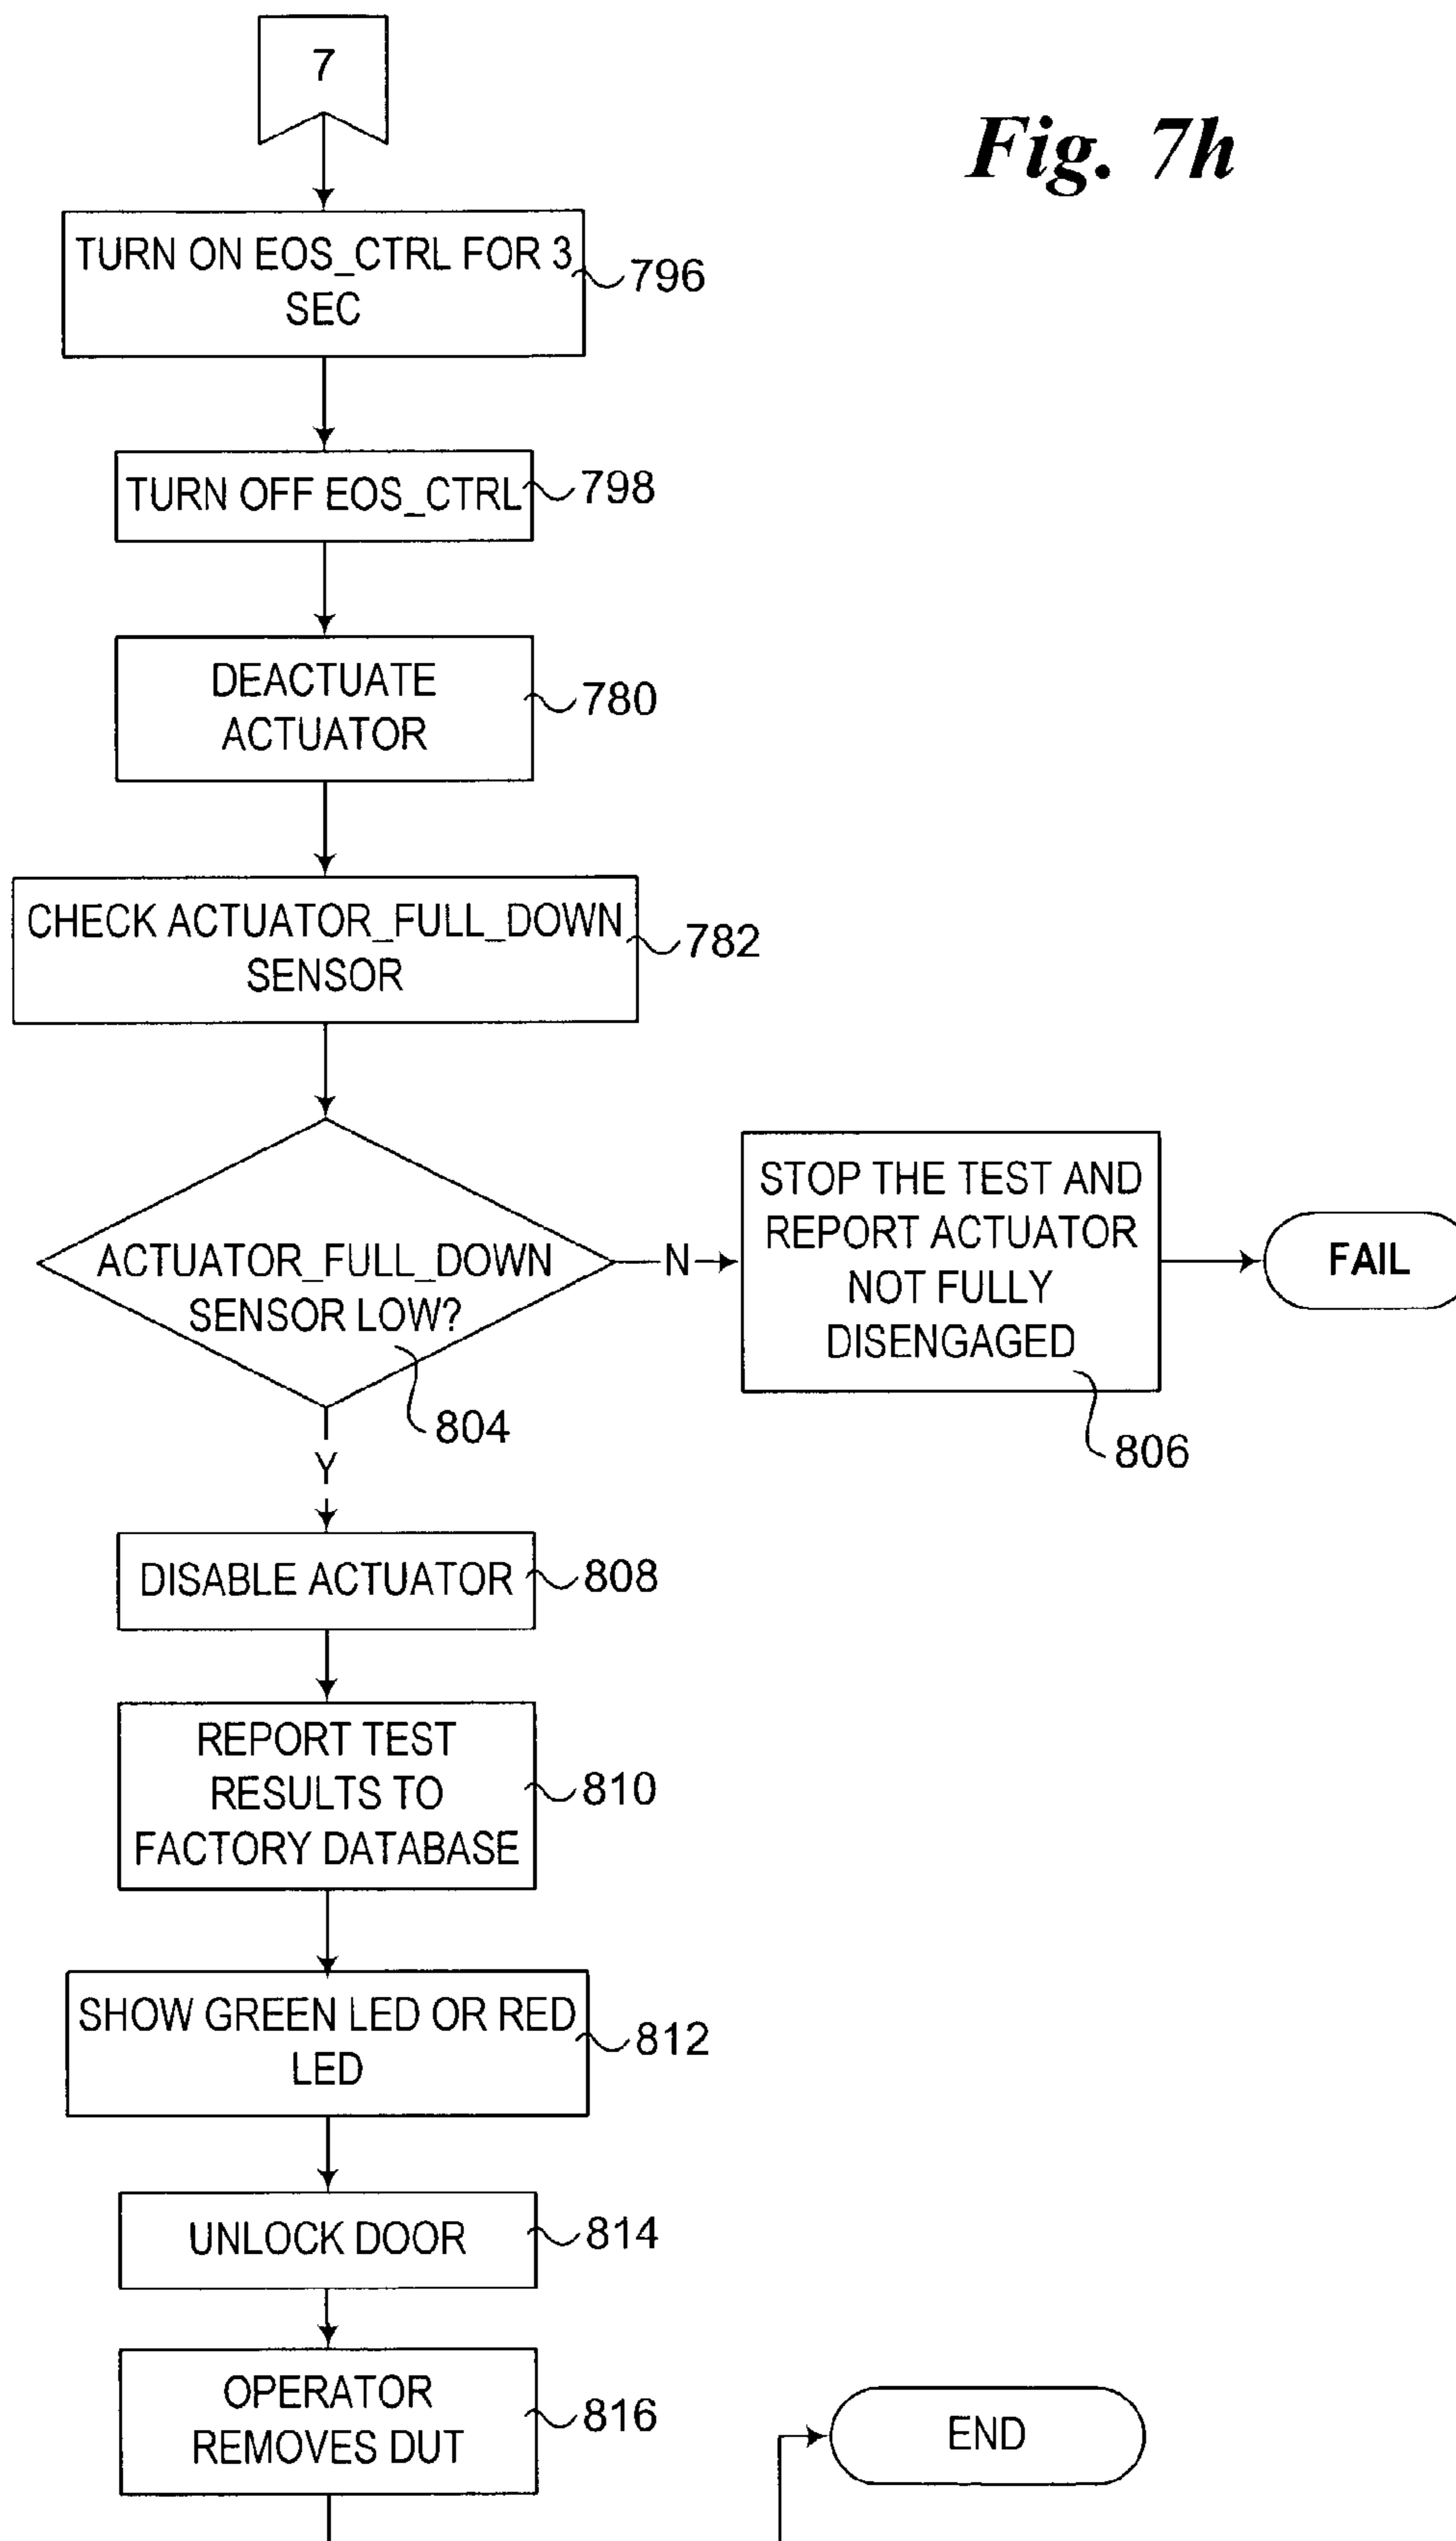 7
Fig. 7h
TURN ON EOS_CTRL FOR 3
SEC
796
TURN OFF EOS_CTRL
798
DEACTUATE
ACTUATOR
780
CHECK ACTUATOR_FULL_DOWN
SENSOR
782
ACTUATOR_FULL_DOWN
SENSOR LOW?
804
N
STOP THE TEST AND
REPORT ACTUATOR
NOT FULLY
DISENGAGED
806
FAIL
Y
DISABLE ACTUATOR
808
REPORT TEST
RESULTS TO
FACTORY DATABASE
810
SHOW GREEN LED OR RED
LED
812
UNLOCK DOOR
814
OPERATOR
REMOVES DUT
816
END